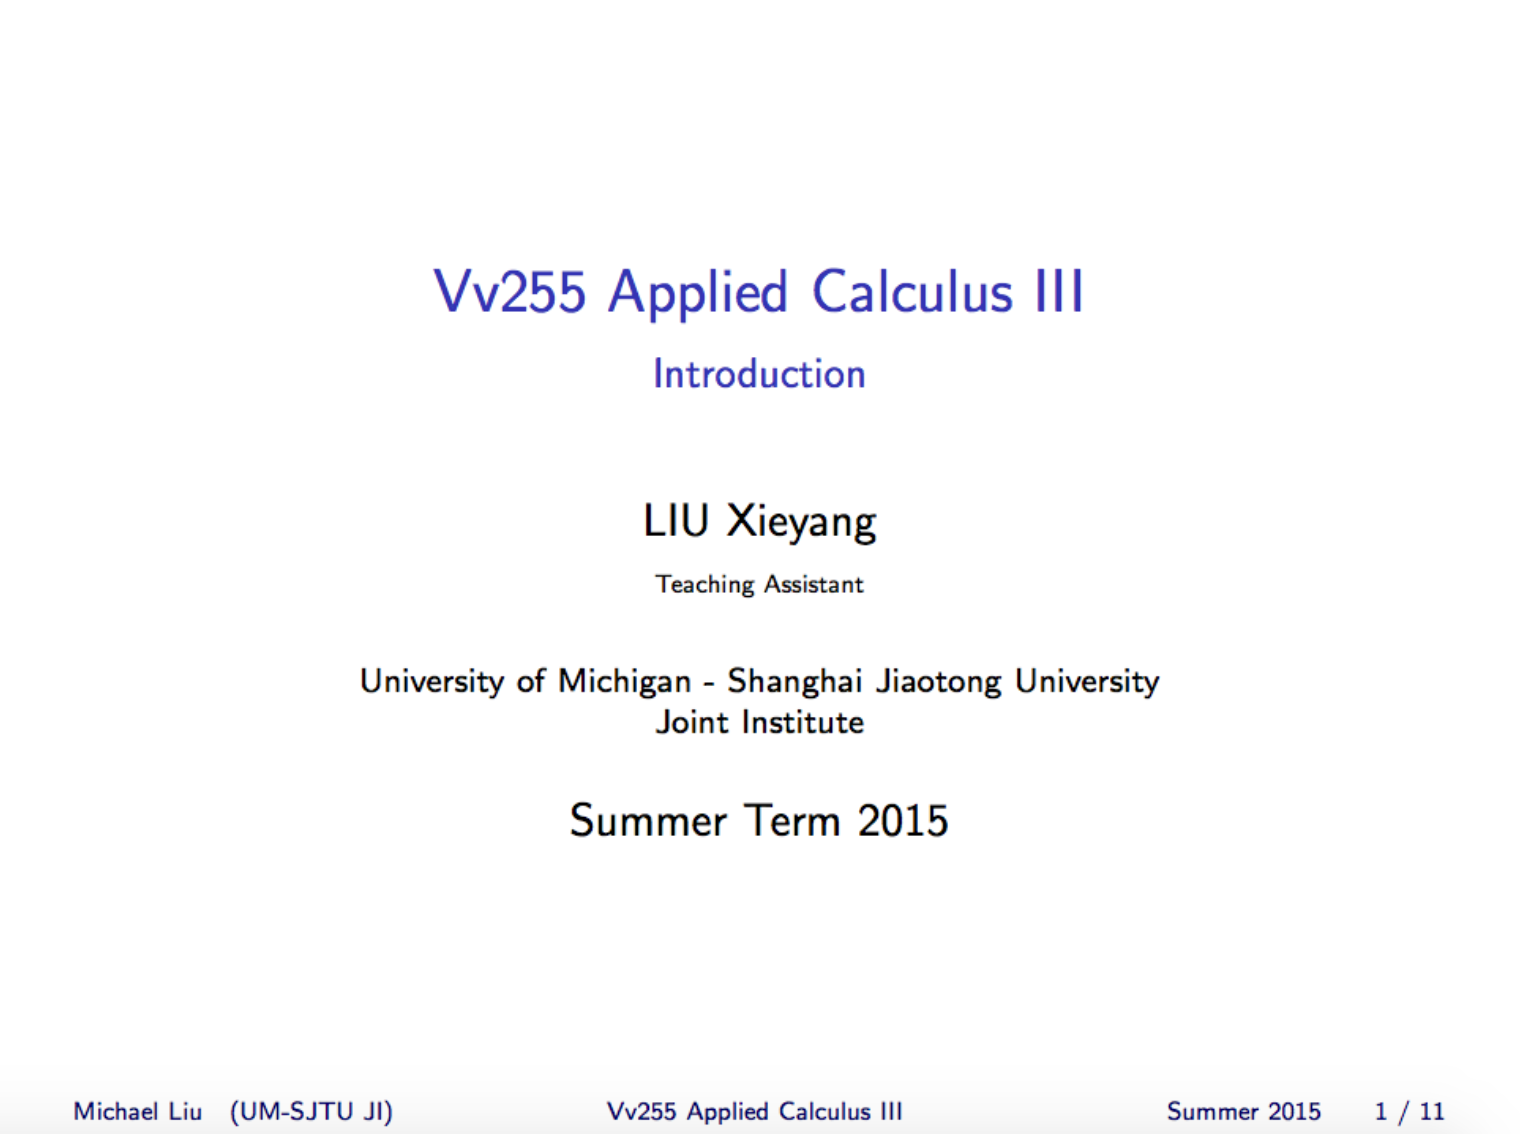 Vv255 Applied Calculus III
Introduction
LIU Xieyang
Teaching Assistant
University of Michigan - Shanghai Jiaotong University
Joint Institute
Summer Term 2015
Michael Liu (UM-SJTU JI) Vv255 Applied Calculus III Summer 2015 1 / 11